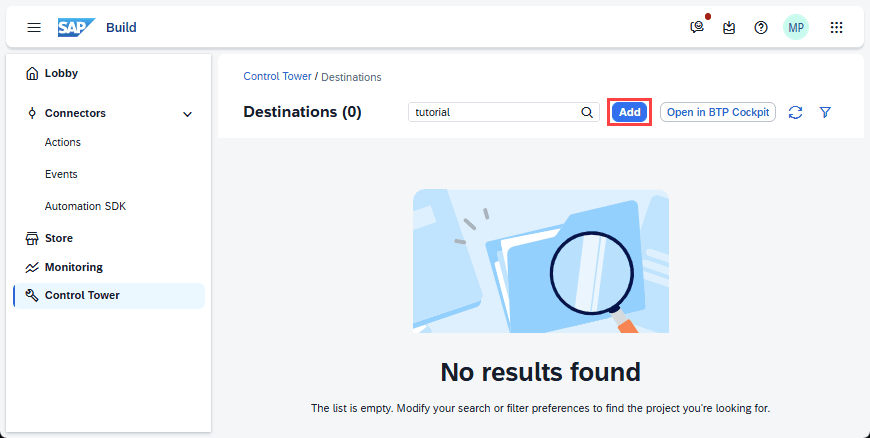 SAP Build
MP
Lobby
Connectors
Actions
Events
Automation SDK
Store
Monitoring
Control Tower
Control Tower / Destinations
Destinations (0)
tutorial
Add
Open in BTP Cockpit
No results found
The list is empty. Modify your search or filter preferences to find the project you're looking for.